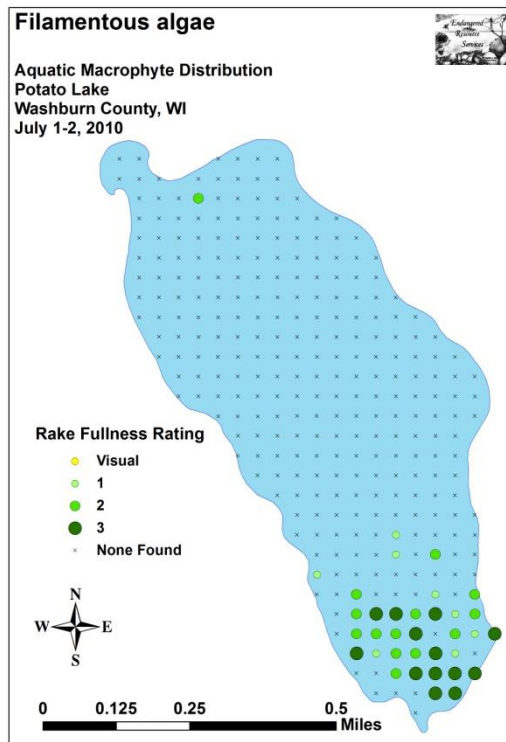 Filamentous algae
Endangered
Resource
Services
Aquatic Macrophyte Distribution
Potato Lake
Washburn County, WI
July 1-2, 2010
Rake Fullness Rating
Visual
1
2
3
None Found
N
W E
S
0 0.125 0.25 0.5
Miles